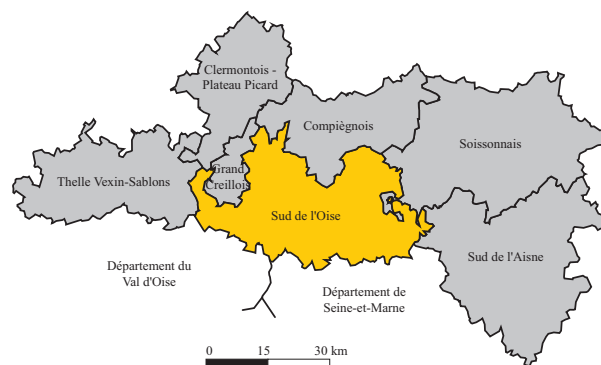 Clermontois -
Plateau Picard
Compiègnois
Soissonnais
Grand
Creillois
Thelle Vexin-Sablons
Sud de l'Oise
Sud de l'Aisne
Département du
Val d'Oise
Département de
Seine-et-Marne
0 15 30 km